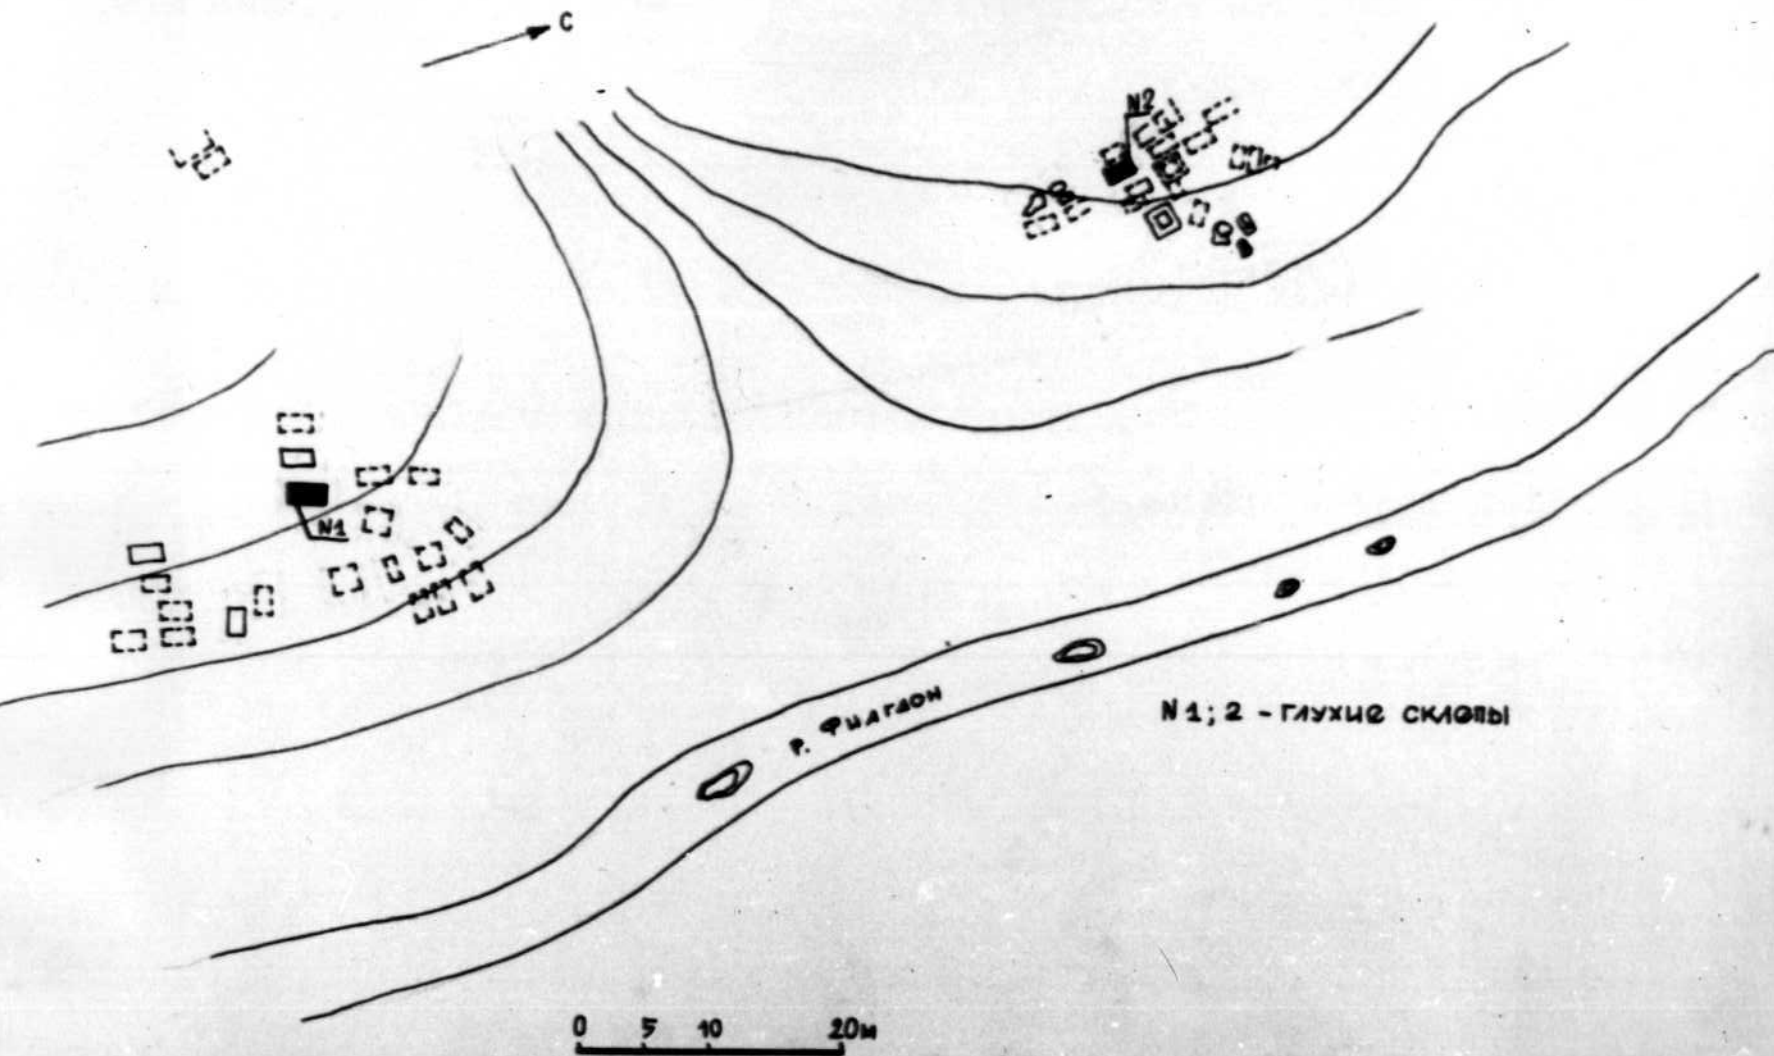 С
N2
N1
р. Фиагдон
N 1; 2 - глухие склепы
0 5 10 20м